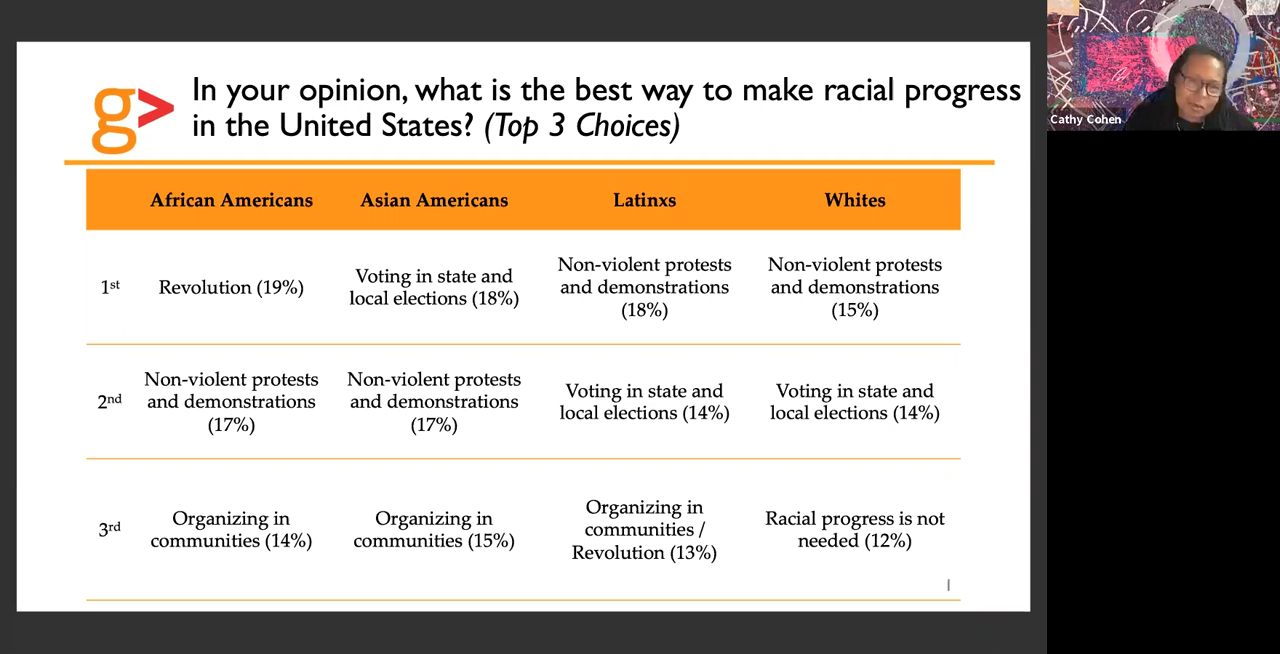 g>
In your opinion, what is the best way to make racial progress
in the United States? (Top 3 Choices)
Cathy Cohen
African Americans Asian Americans Latinxs Whites
1st
Revolution (19%)
Voting in state and
local elections (18%)
Non-violent protests
and demonstrations
(18%)
Non-violent protests
and demonstrations
(15%)
2nd
Non-violent protests
and demonstrations
(17%)
Non-violent protests
and demonstrations
(17%)
Voting in state and
local elections (14%)
Voting in state and
local elections (14%)
3rd
Organizing in
communities (14%)
Organizing in
communities (15%)
Organizing in
communities /
Revolution (13%)
Racial progress is not
needed (12%)
1